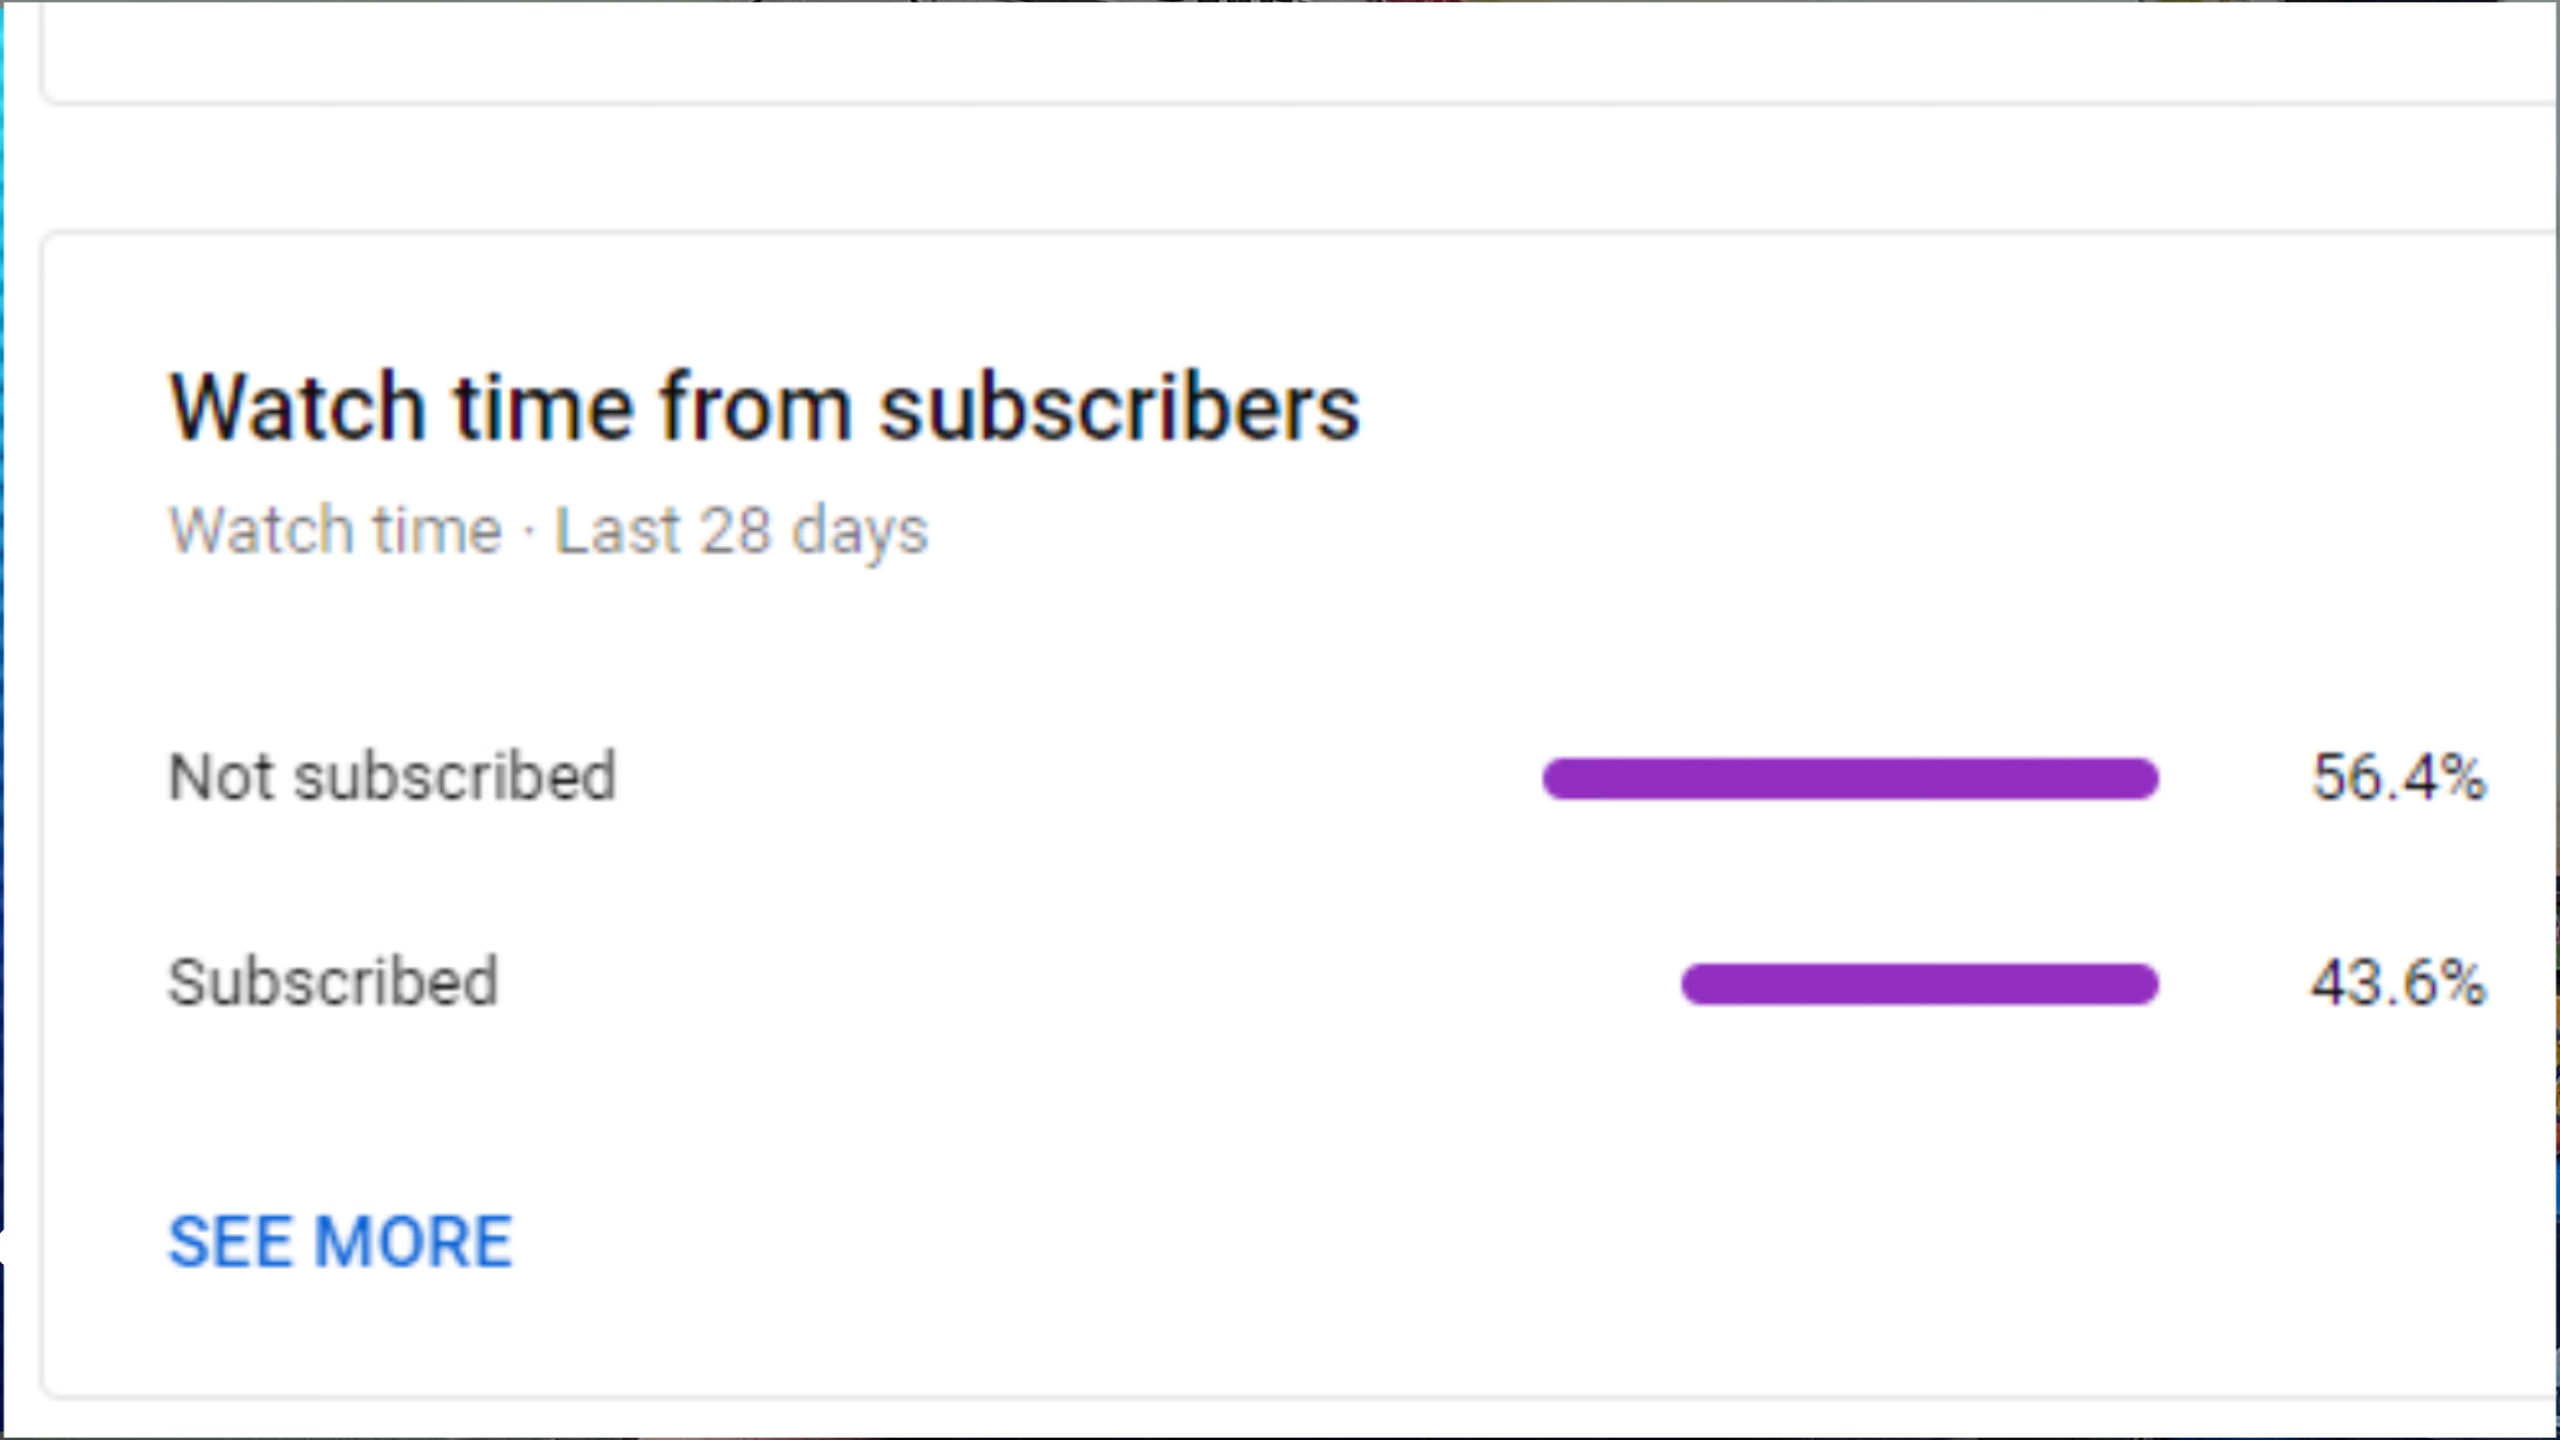 Watch time from subscribers
Watch time · Last 28 days
Not subscribed 56.4%
Subscribed 43.6%
SEE MORE